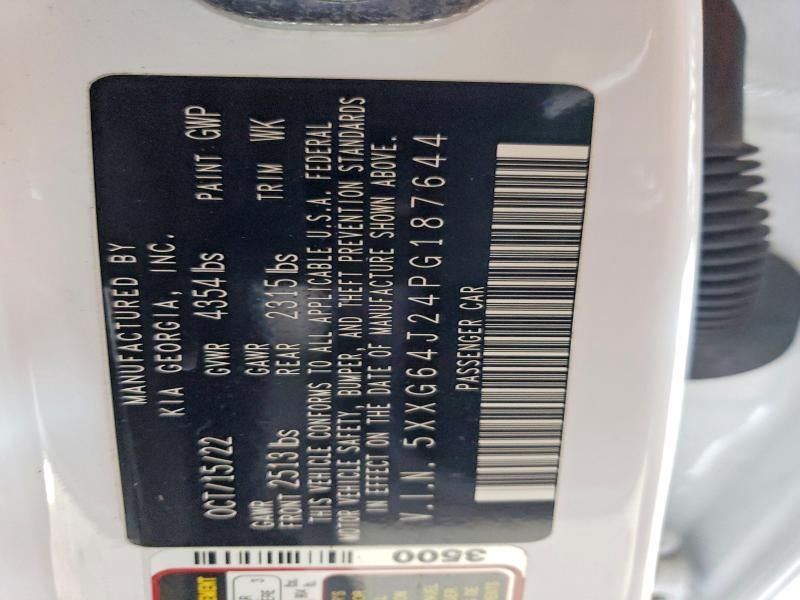 MANUFACTURED BY
KIA GEORGIA, INC.
OCT/15/22 GVWR 4354lbs PAINT GWP
GAWR FRONT 2513lbs GAWR REAR 2315lbs TRIM WK
THIS VEHICLE CONFORMS TO ALL APPLICABLE U.S.A. FEDERAL
MOTOR VEHICLE SAFETY, BUMPER, AND THEFT PREVENTION STANDARDS
IN EFFECT ON THE DATE OF MANUFACTURE SHOWN ABOVE.
V.I.N. 5XXG64J24PG187644
PASSENGER CAR
3500